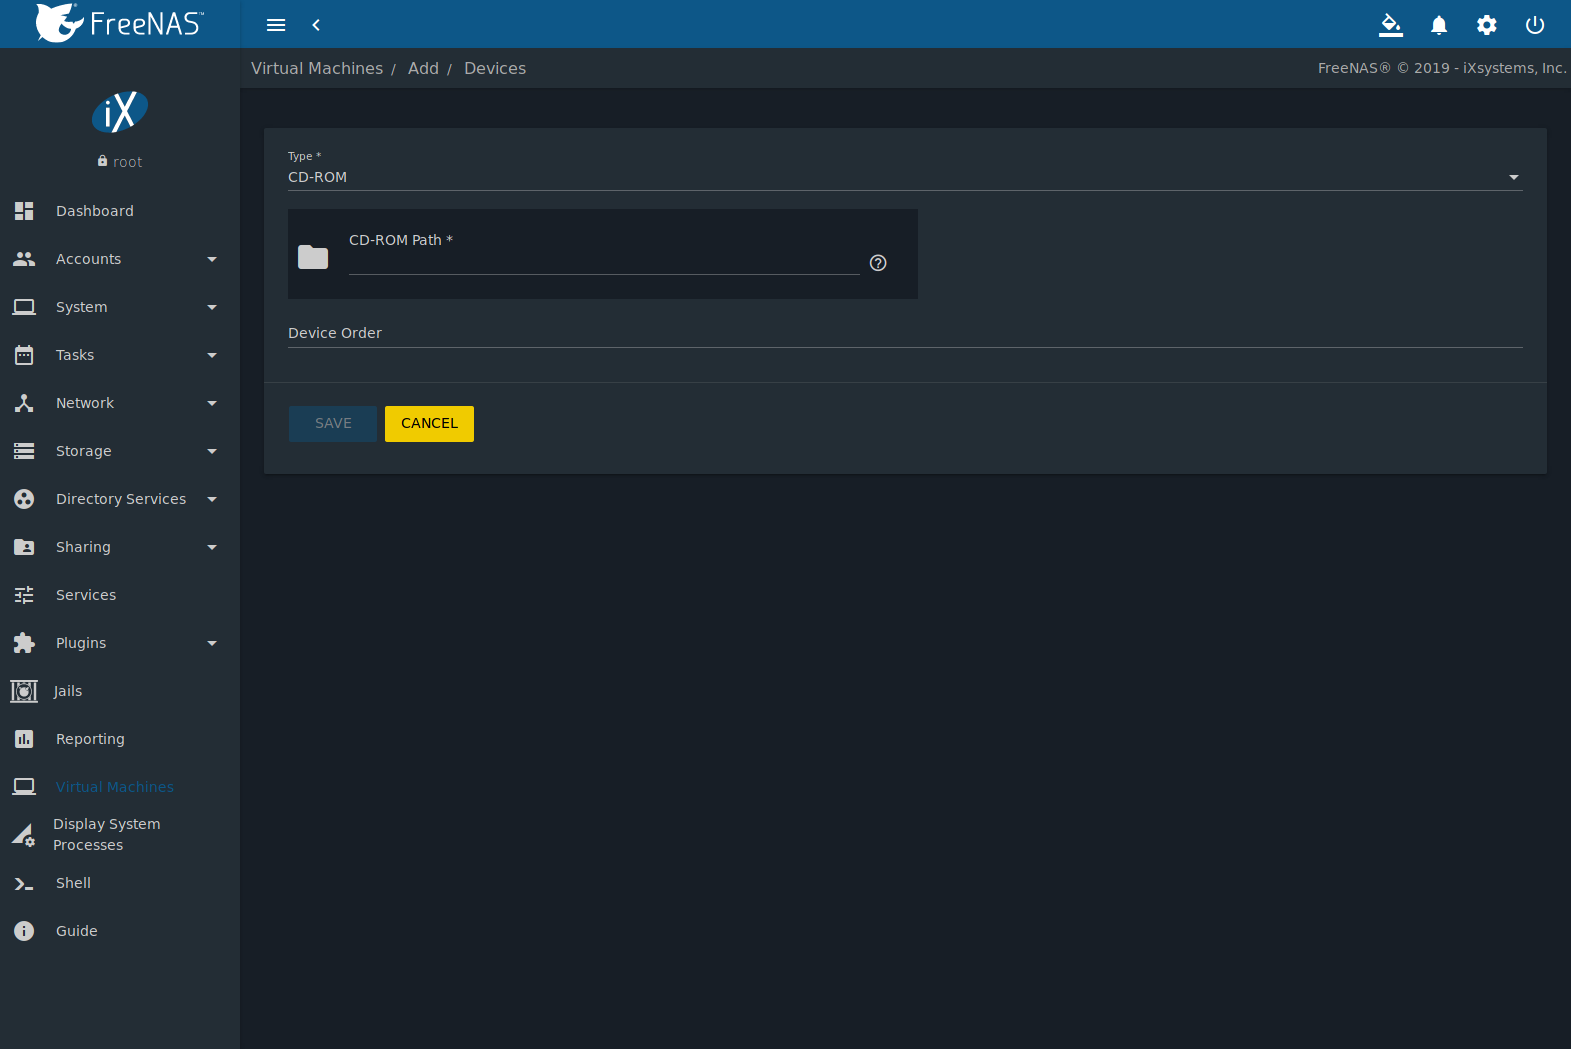 FreeNAS™
Virtual Machines / Add / Devices
FreeNAS® © 2019 - iXsystems, Inc.
iX
root
Dashboard
Accounts
System
Tasks
Network
Storage
Directory Services
Sharing
Services
Plugins
Jails
Reporting
Virtual Machines
Display System
Processes
Shell
Guide
Type *
CD-ROM
CD-ROM Path *
Device Order
SAVE
CANCEL